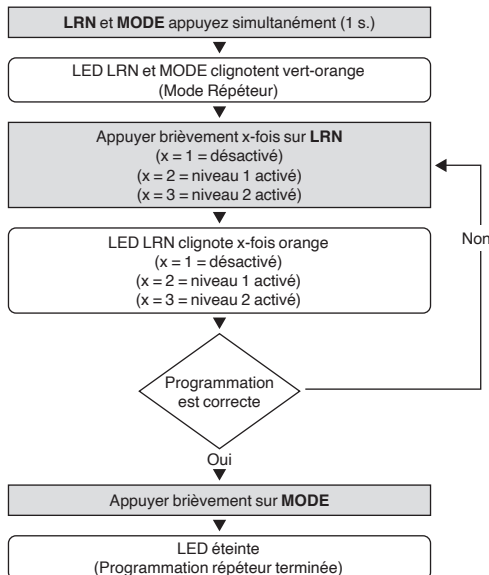 LRN et MODE appuyez simultanément (1 s.)
LED LRN et MODE clignotent vert-orange
(Mode Répéteur)
Appuyer brièvement x-fois sur LRN
(x = 1 = désactivé)
(x = 2 = niveau 1 activé)
(x = 3 = niveau 2 activé)
LED LRN clignote x-fois orange
(x = 1 = désactivé)
(x = 2 = niveau 1 activé)
(x = 3 = niveau 2 activé)
Non
Programmation
est correcte
Oui
Appuyer brièvement sur MODE
LED éteinte
(Programmation répéteur terminée)